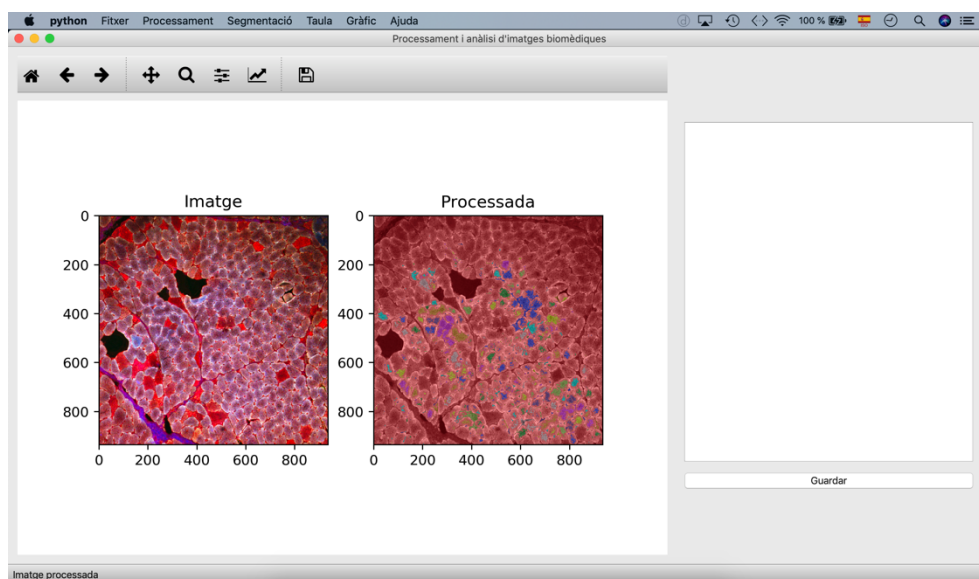 python Fitxer Processament Segmentació Taula Gràfic Ajuda 100 %
Processament i anàlisi d'imatges biomèdiques
Imatge Processada
0 0
200 200
400 400
600 600
800 800
0 200 400 600 800 0 200 400 600 800
Guardar
Imatge processada